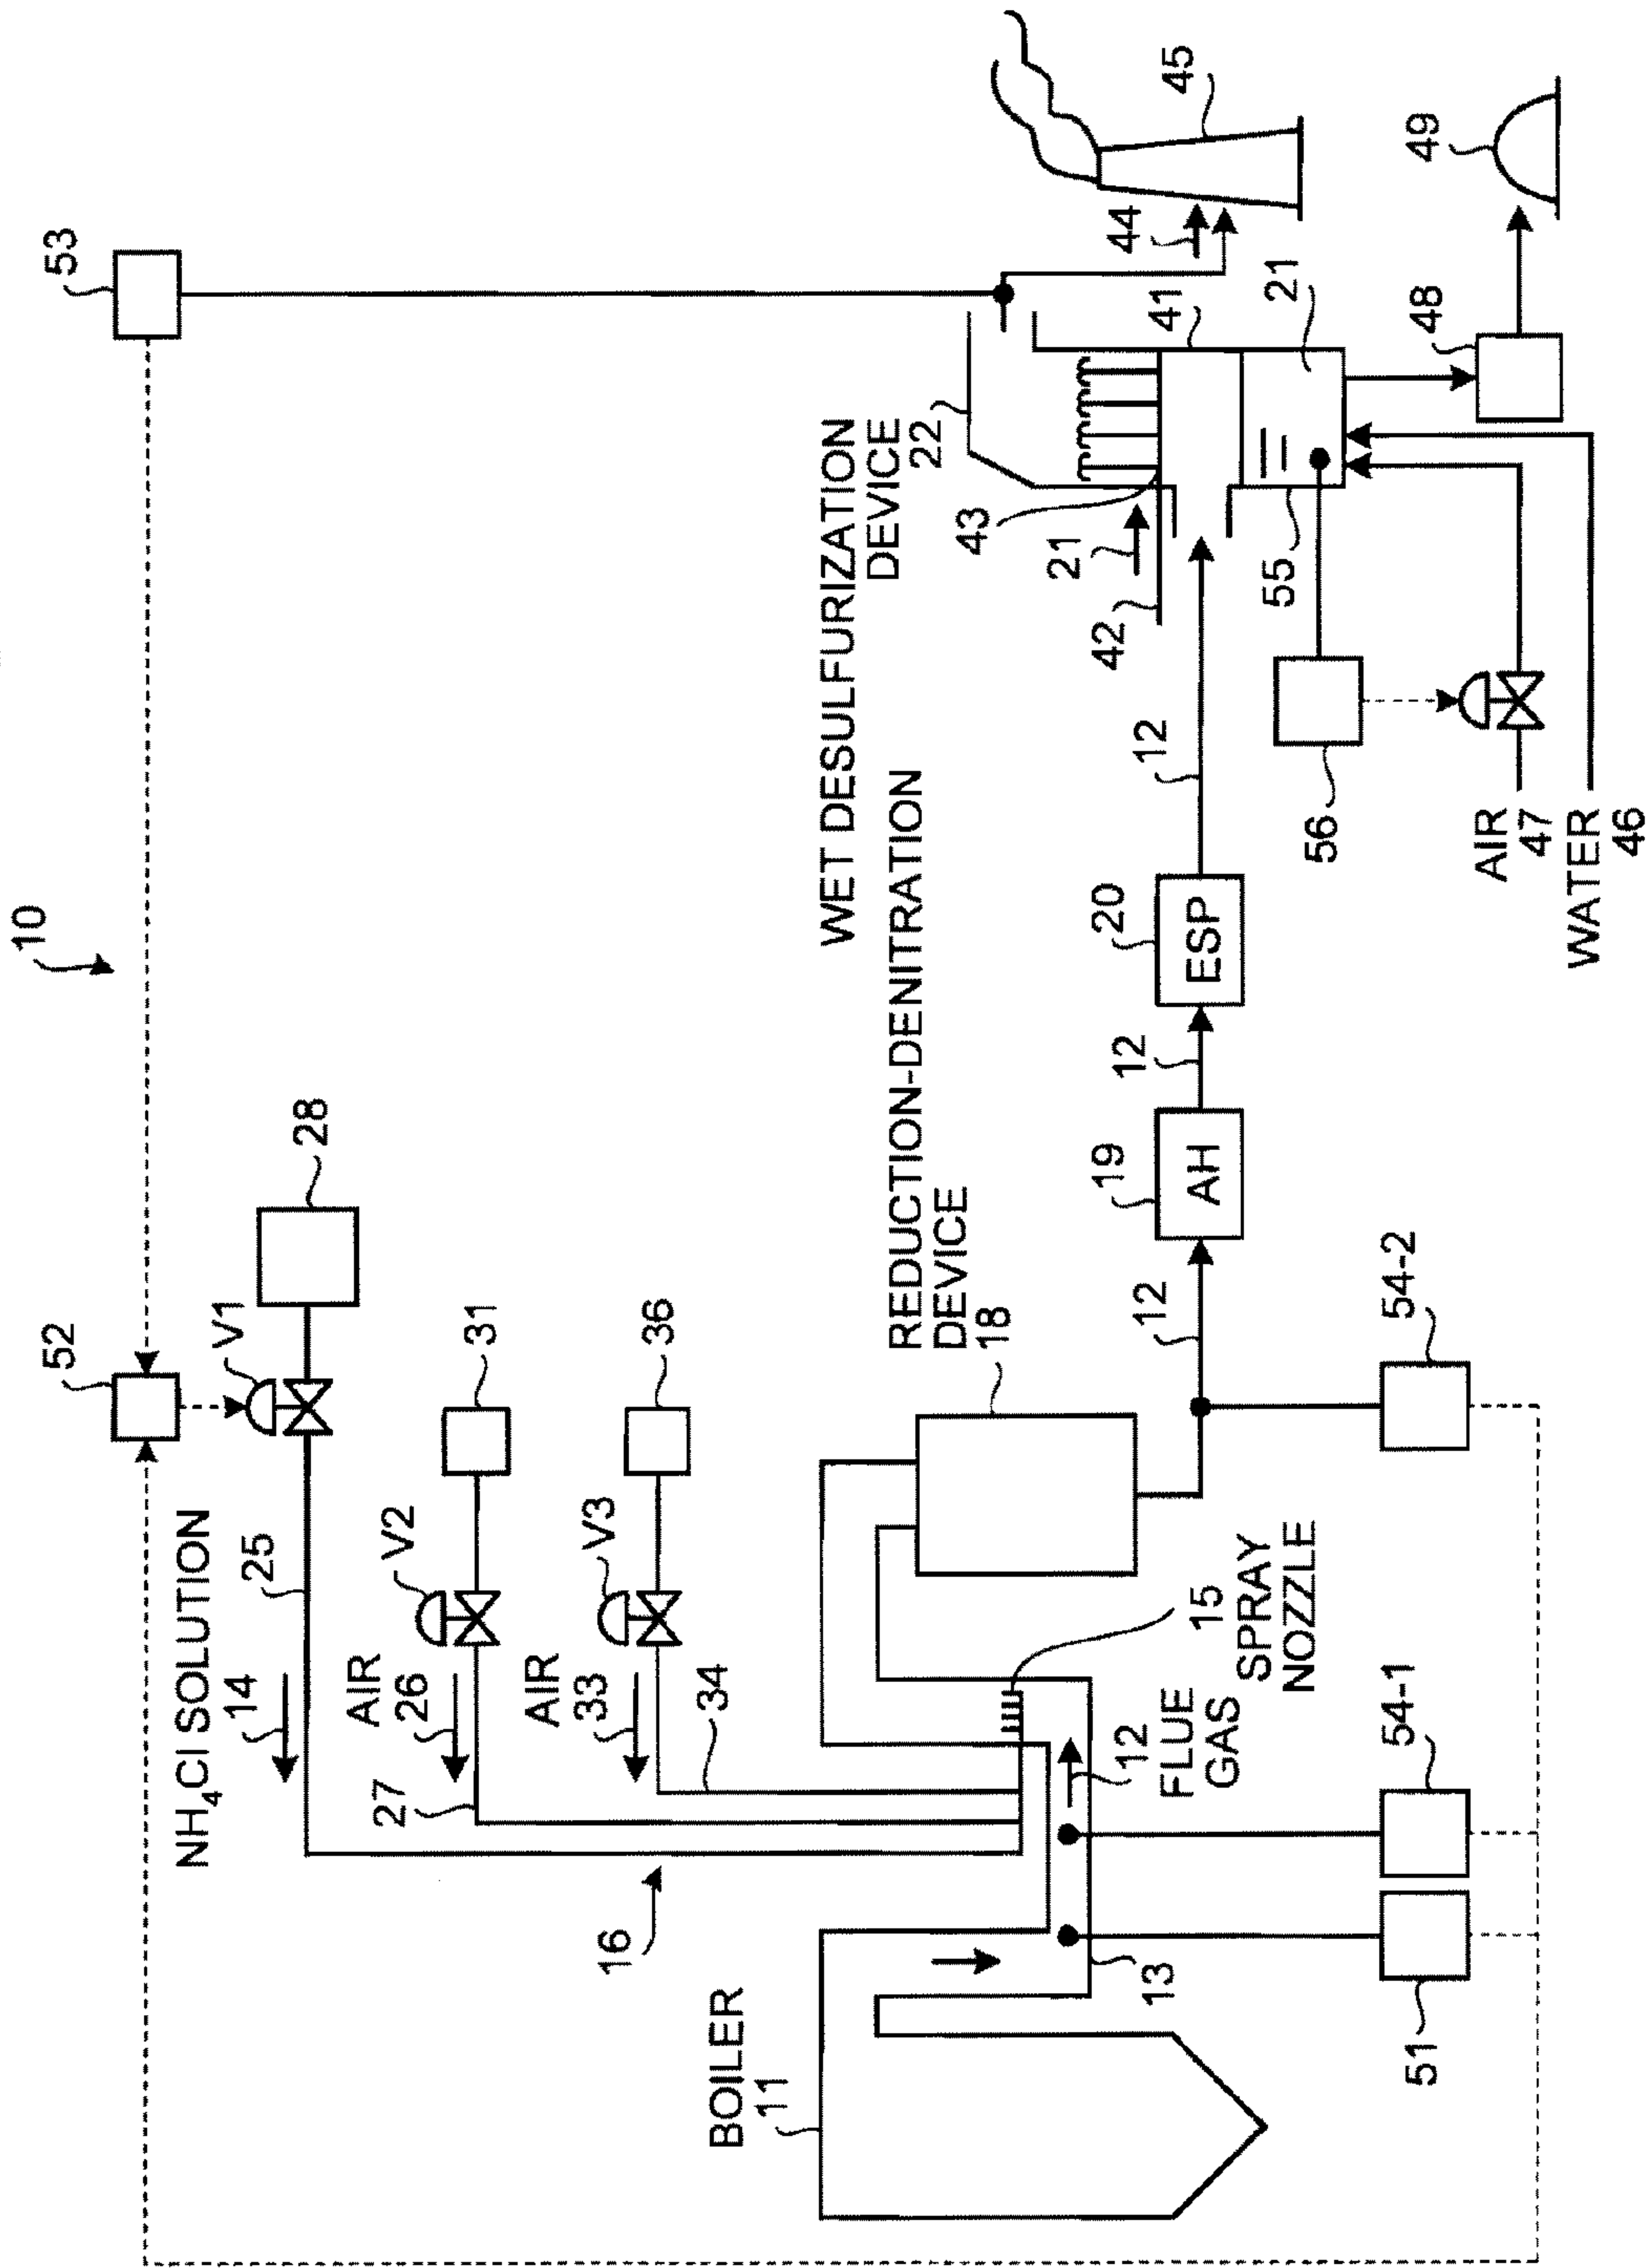 10
53
52
V1
28
NH4Cl SOLUTION
14
25
V2
31
AIR
26
27
V3
36
AIR
33
34
16
BOILER
11
13
12
FLUE
GAS
15
SPRAY
NOZZLE
REDUCTION-DENITRATION
DEVICE
18
51
54-1
54-2
12
19
AH
12
20
ESP
12
WET DESULFURIZATION
DEVICE
22
21
42
43
41
44
45
21
55
56
48
49
AIR
47
WATER
46